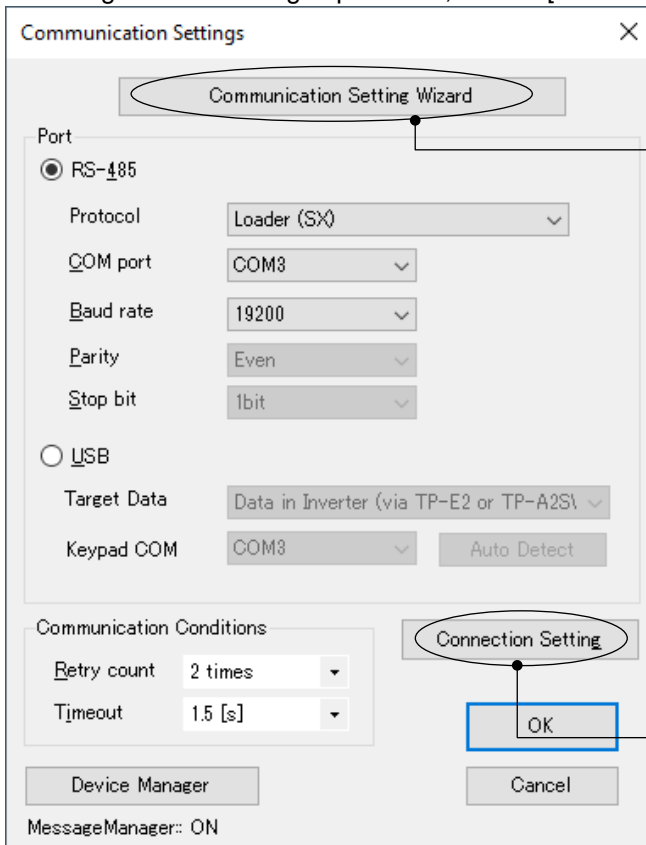 Communication Settings
Communication Setting Wizard
Port
RS-485
Protocol Loader (SX)
COM port COM3
Baud rate 19200
Parity Even
Stop bit 1bit
USB
Target Data Data in Inverter (via TP-E2 or TP-A2S\
Keypad COM COM3 Auto Detect
Communication Conditions
Connection Setting
Retry count 2 times
Timeout 1.5 [s]
OK
Device Manager Cancel
MessageManager:: ON